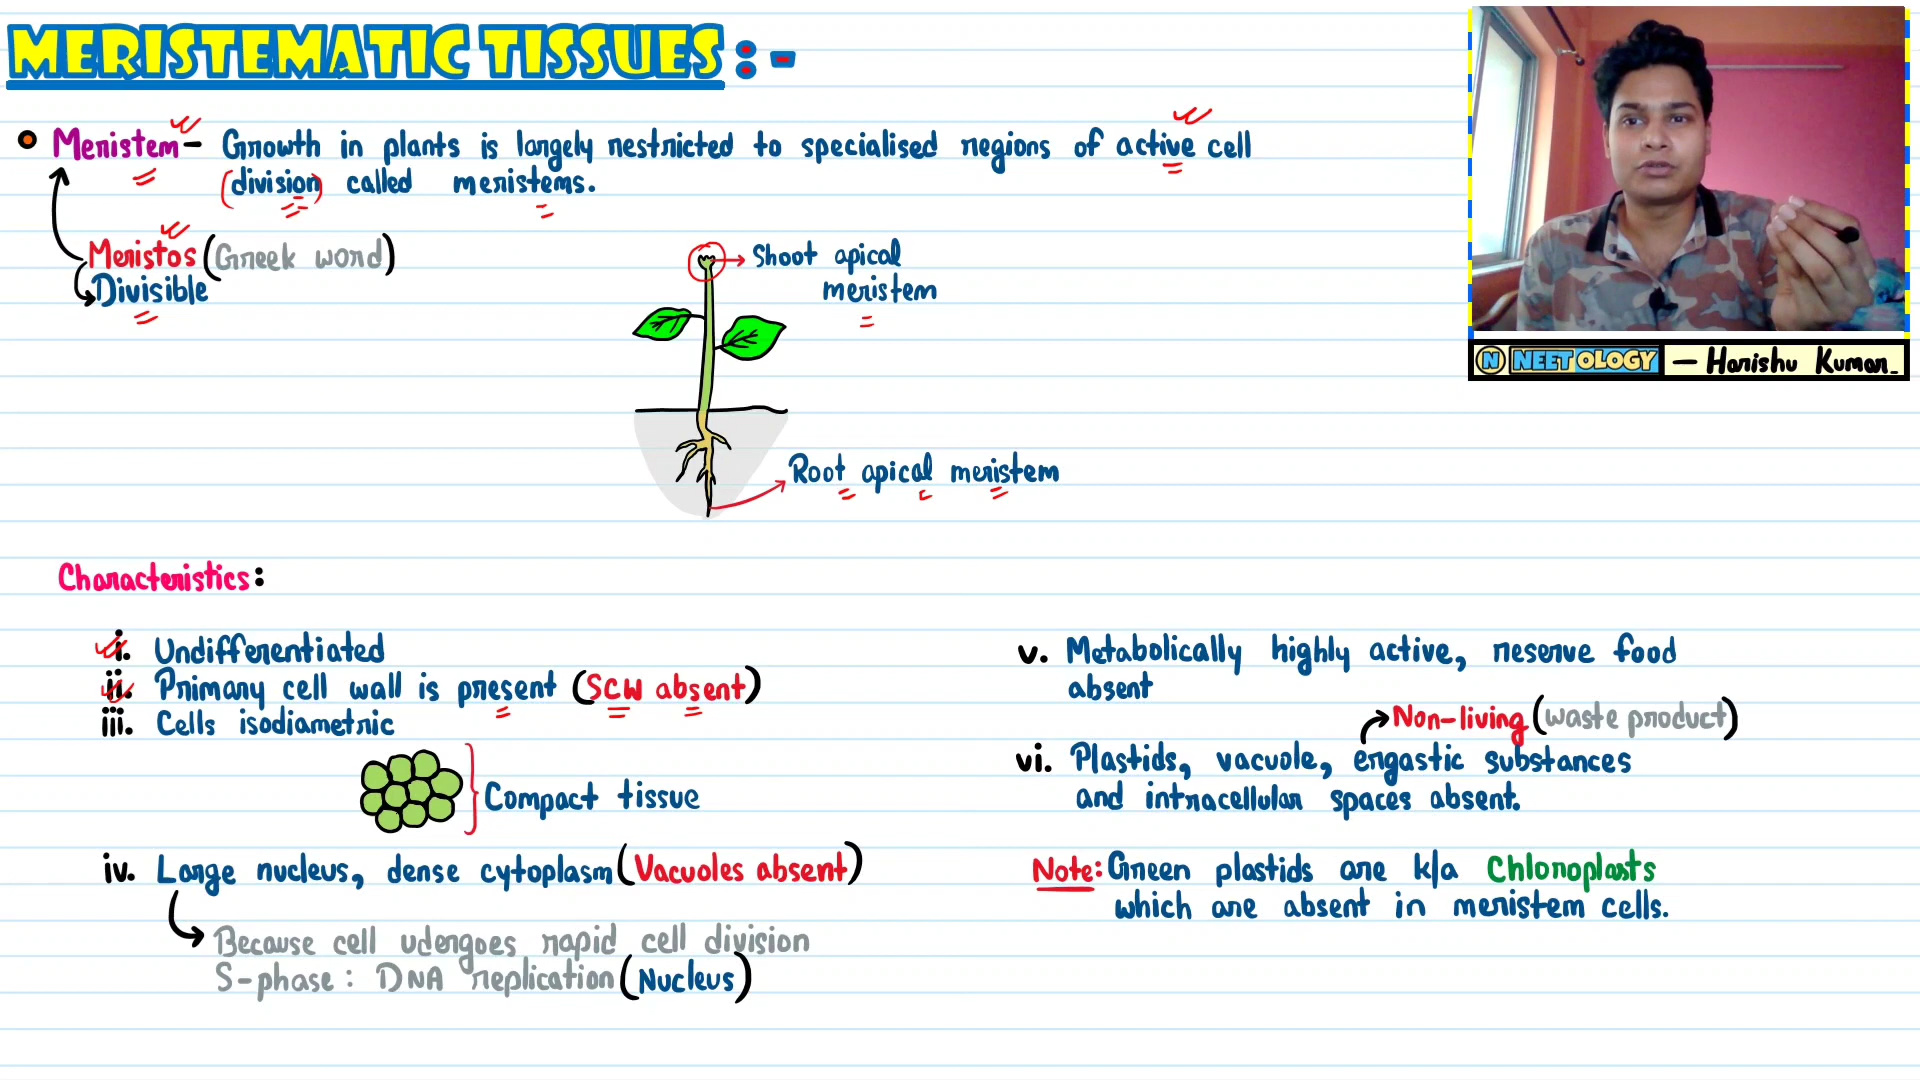 MERISTEMATIC TISSUES :-
Meristem - Growth in plants is largely restricted to specialised regions of active cell
(division) called meristems.
Meristos (Greek word)
Divisible
Shoot apical
meristem
Root apical meristem
N NEETOLOGY - Harishu Kumar
Characteristics:
i. Undifferentiated
ii. Primary cell wall is present (SCW absent)
iii. Cells isodiametric
Compact tissue
iv. Large nucleus, dense cytoplasm (Vacuoles absent)
Because cell udergoes rapid cell division
S-phase : DNA replication (Nucleus)
v. Metabolically highly active, reserve food
absent
Non-living (waste product)
vi. Plastids, vacuole, ergastic substances
and intracellular spaces absent.
Note: Green plastids are k/a Chloroplasts
which are absent in meristem cells.